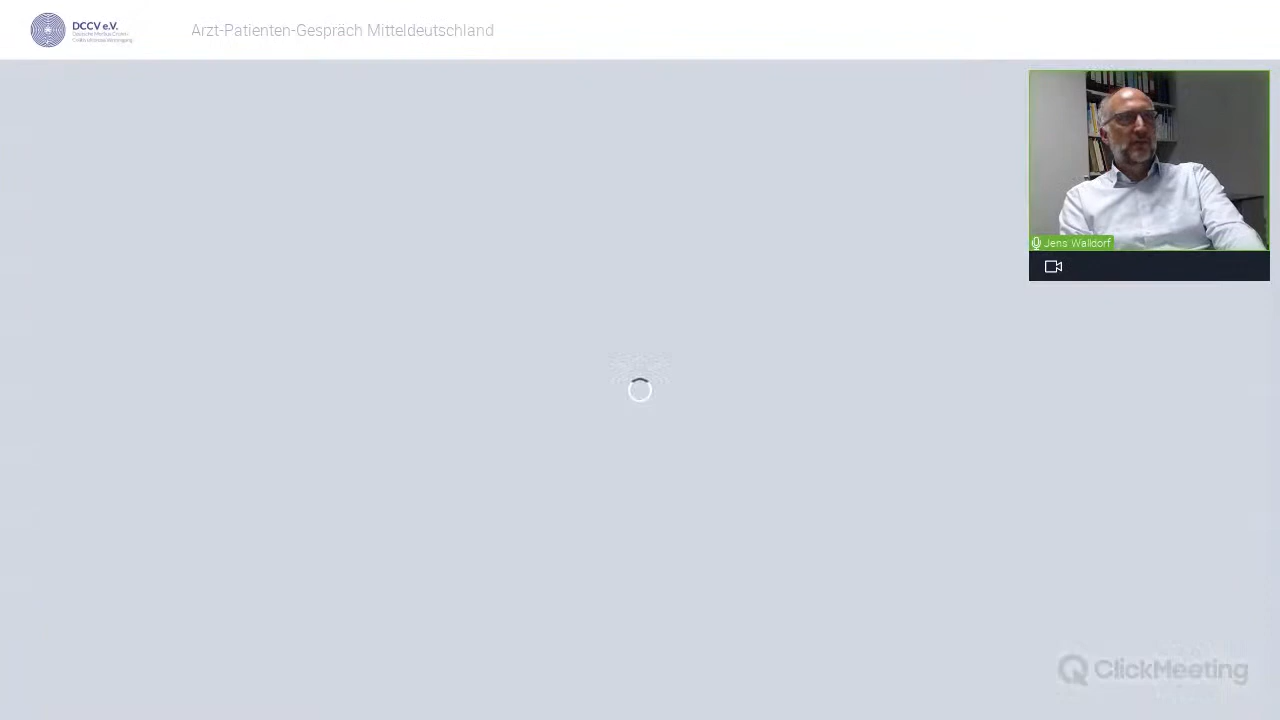 DCCV e.V.
Arzt-Patienten-Gespräch Mitteldeutschland
Jens Walldorf
ClickMeeting